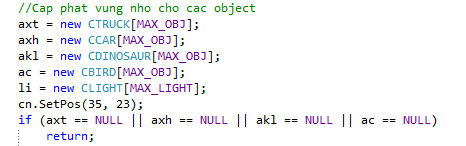 //Cap phat vung nho cho cac object
axt = new CTRUCK[MAX_OBJ];
axh = new CCAR[MAX_OBJ];
akl = new CDINOSAUR[MAX_OBJ];
ac = new CBIRD[MAX_OBJ];
li = new CLIGHT[MAX_LIGHT];
cn.SetPos(35, 23);
if (axt == NULL || axh == NULL || akl == NULL || ac == NULL)
    return;